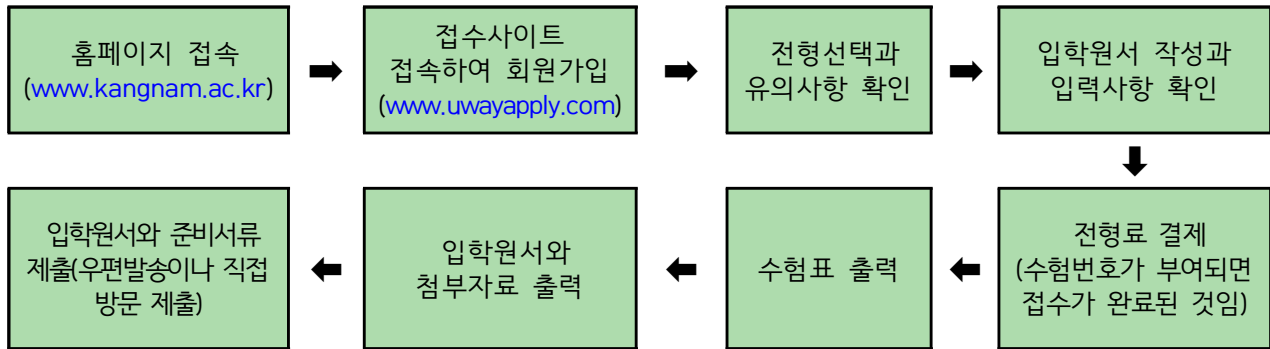 홈페이지 접속
(www.kangnam.ac.kr)
접수사이트
접속하여 회원가입
(www.uwayapply.com)
전형선택과
유의사항 확인
입학원서 작성과
입력사항 확인
전형료 결제
(수험번호가 부여되면
접수가 완료된 것임)
수험표 출력
입학원서와
첨부자료 출력
입학원서와 준비서류
제출(우편발송이나 직접
방문 제출)